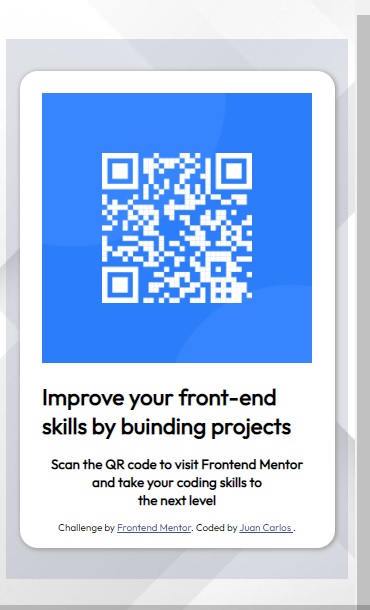 Improve your front-end
skills by buinding projects
Scan the QR code to visit Frontend Mentor
and take your coding skills to
the next level
Challenge by Frontend Mentor. Coded by Juan Carlos .